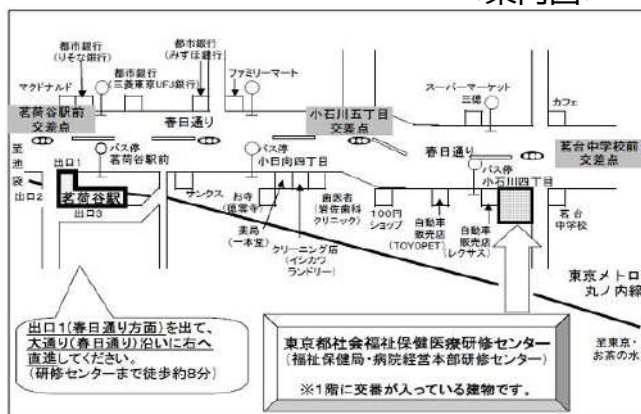 都市銀行
(りそな銀行)
都市銀行
(みずほ銀行)
マクドナルド
都市銀行
(三菱東京UFJ銀行)
ファミリーマート
スーパーマーケット
三徳
カフェ
茗荷谷駅前
交差点
春日通り
小石川五丁目
交差点
春日通り
茗台中学校前
交差点
至池袋
出口1
バス停
茗荷谷駅前
バス停
小日向四丁目
バス停
小石川四丁目
出口2
茗荷谷駅
出口3
サンクス
お寺
(徳雲寺)
薬局
(一本堂)
クリーニング店
(イシカワ
ランドリー)
歯医者
(岩佐歯科
クリニック)
100円
ショップ
自動車
販売店
(TOYOPET)
自動車
販売店
(レクサス)
茗台
中学校
東京メトロ
丸ノ内線
至東京・
お茶の水
出口1(春日通り方面)を出て、
大通り(春日通り)沿いに右へ
直進してください。
(研修センターまで徒歩約8分)
東京都社会福祉保健医療研修センター
(福祉保健局・病院経営本部研修センター)
※1階に交番が入っている建物です。